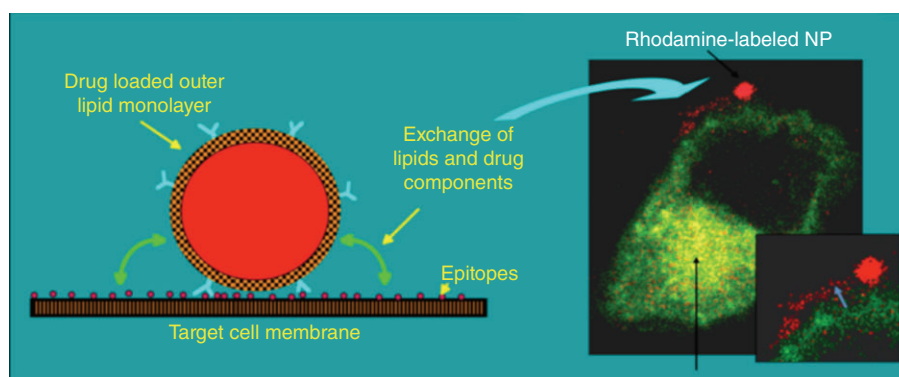 Rhodamine-labeled NP
Drug loaded outer
lipid monolayer
Exchange of
lipids and drug
components
Epitopes
Target cell membrane